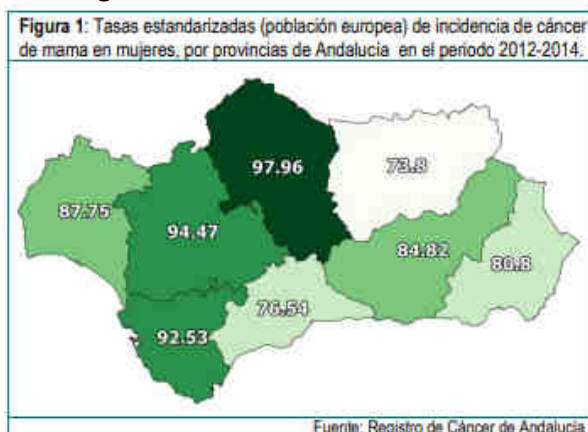 Figura 1: Tasas estandarizadas (población europea) de incidencia de cáncer
de mama en mujeres, por provincias de Andalucía en el periodo 2012-2014.
97.96
73.8
87.75
94.47
84.82
80.8
76.54
92.53
Fuente: Registro de Cáncer de Andalucía